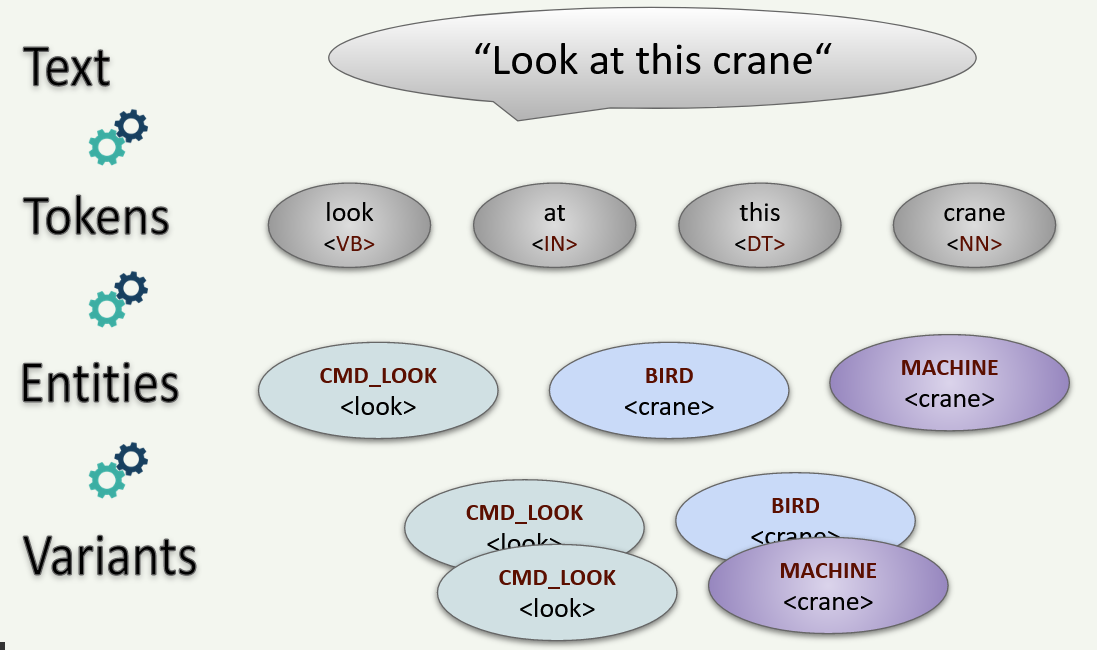 Text
“Look at this crane“
Tokens
look
<VB>
at
<IN>
this
<DT>
crane
<NN>
Entities
CMD_LOOK
<look>
BIRD
<crane>
MACHINE
<crane>
Variants
CMD_LOOK
<look>
BIRD
<crane>
CMD_LOOK
<look>
MACHINE
<crane>